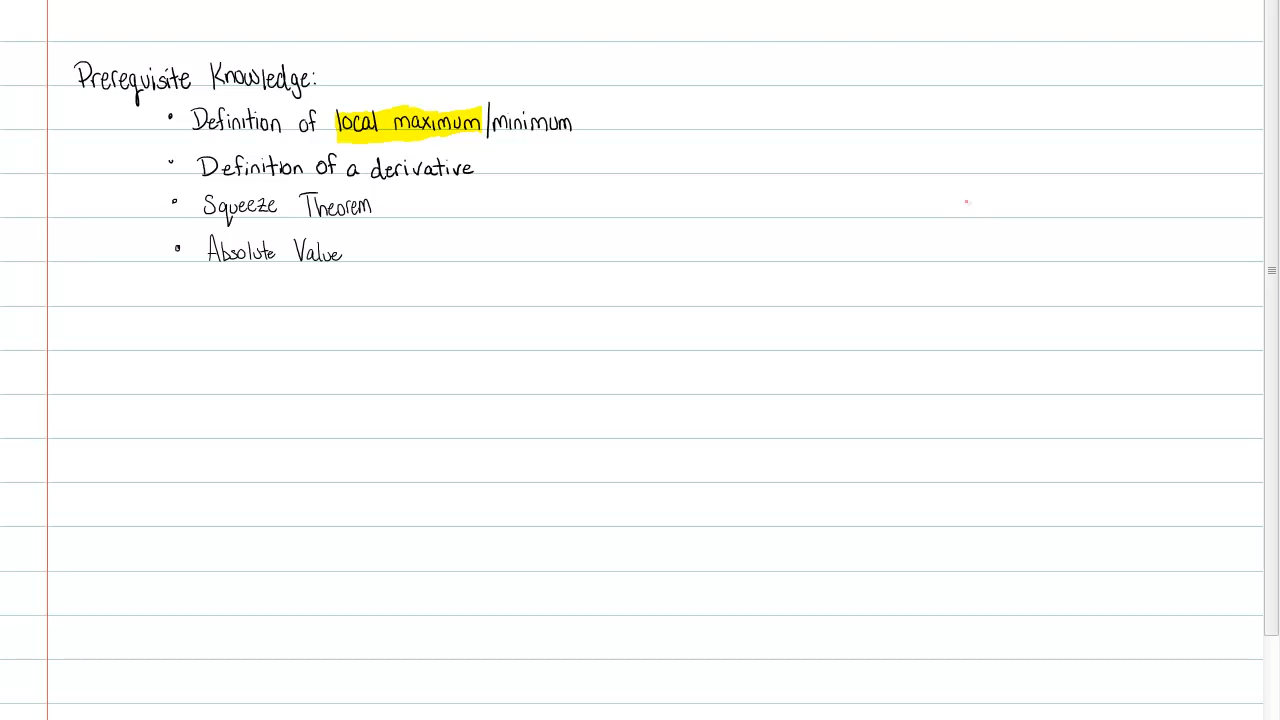 Prerequisite Knowledge:
• Definition of local maximum/minimum
• Definition of a derivative
• Squeeze Theorem
• Absolute Value